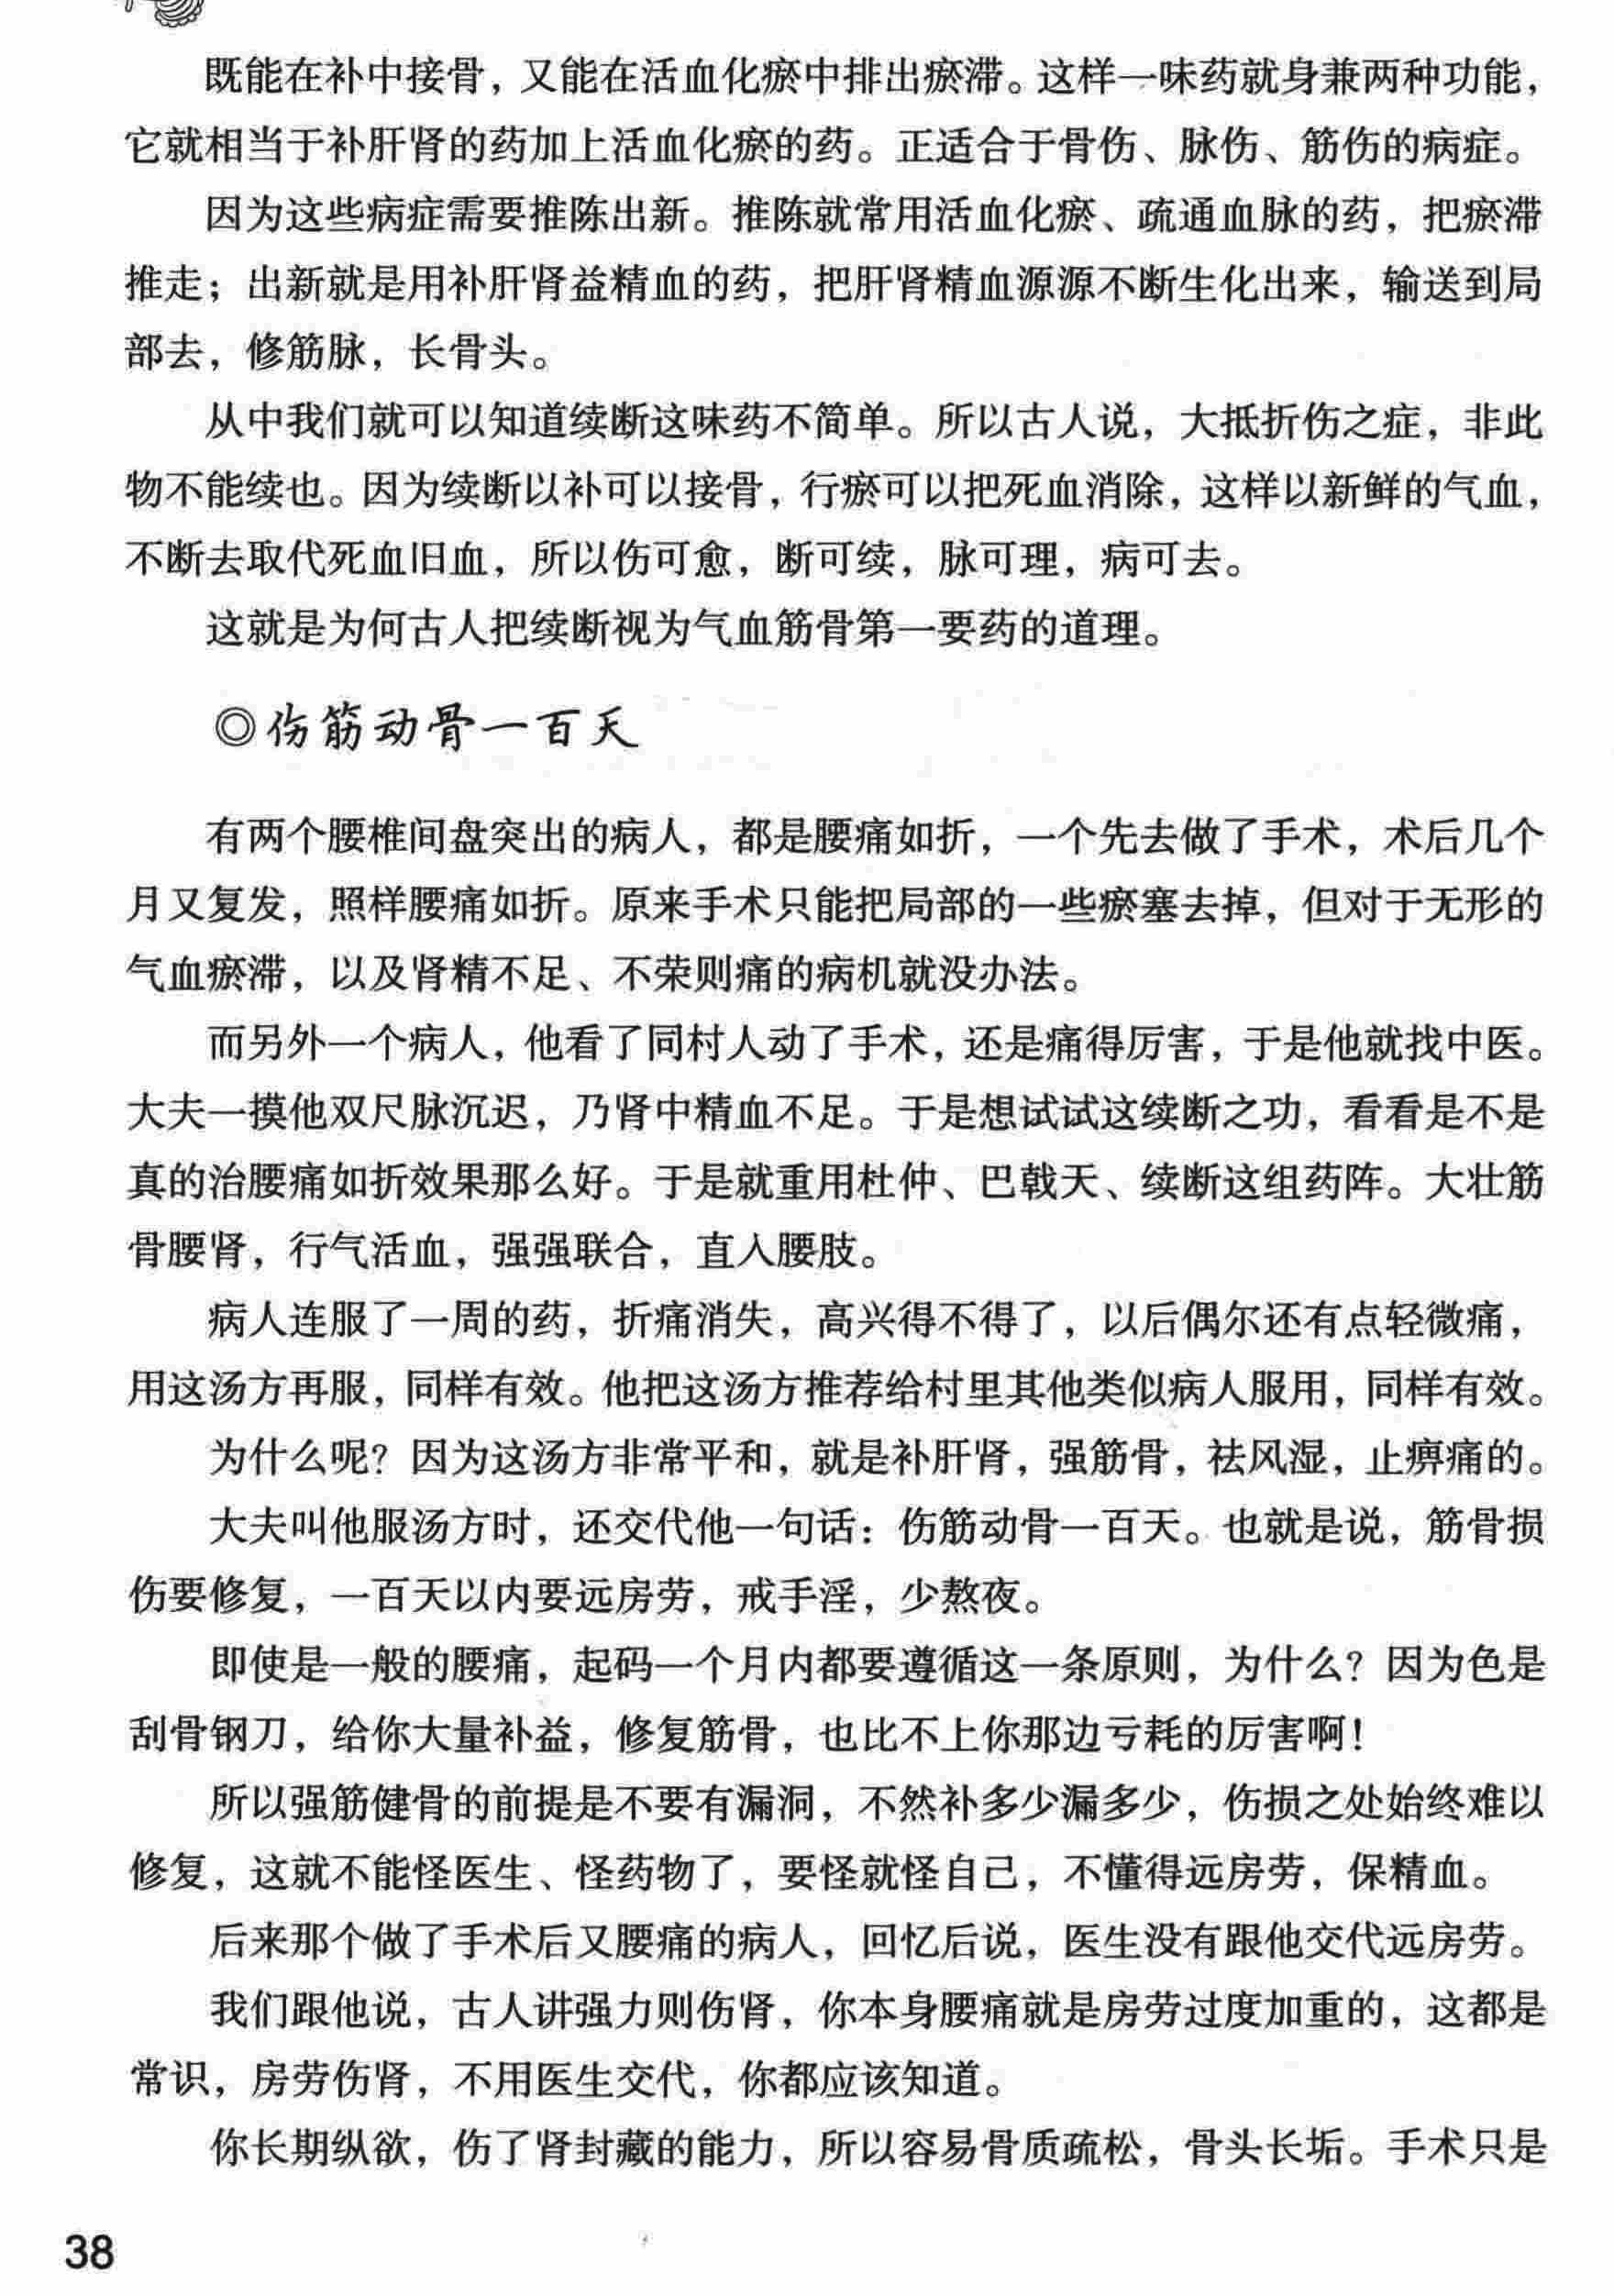 既能在补中接骨，又能在活血化瘀中排出瘀滞。这样一味药就身兼两种功能，
它就相当于补肝肾的药加上活血化瘀的药。正适合于骨伤、脉伤、筋伤的病症。
因为这些病症需要推陈出新。推陈就常用活血化瘀、疏通血脉的药，把瘀滞
推走；出新就是用补肝肾益精血的药，把肝肾精血源源不断生化出来，输送到局
部去，修筋脉，长骨头。
从中我们就可以知道续断这味药不简单。所以古人说，大抵折伤之症，非此
物不能续也。因为续断以补可以接骨，行瘀可以把死血消除，这样以新鲜的气血，
不断去取代死血旧血，所以伤可愈，断可续，脉可理，病可去。
这就是为何古人把续断视为气血筋骨第一要药的道理。
◎伤筋动骨一百天
有两个腰椎间盘突出的病人，都是腰痛如折，一个先去做了手术，术后几个
月又复发，照样腰痛如折。原来手术只能把局部的一些瘀塞去掉，但对于无形的
气血瘀滞，以及肾精不足、不荣则痛的病机就没办法。
而另外一个病人，他看了同村人动了手术，还是痛得厉害，于是他就找中医。
大夫一摸他双尺脉沉迟，乃肾中精血不足。于是想试试这续断之功，看看是不是
真的治腰痛如折效果那么好。于是就重用杜仲、巴戟天、续断这组药阵。大壮筋
骨腰肾，行气活血，强强联合，直入腰肢。
病人连服了一周的药，折痛消失，高兴得不得了，以后偶尔还有点轻微痛，
用这汤方再服，同样有效。他把这汤方推荐给村里其他类似病人服用，同样有效。
为什么呢？因为这汤方非常平和，就是补肝肾，强筋骨，祛风湿，止痹痛的。
大夫叫他服汤方时，还交代他一句话：伤筋动骨一百天。也就是说，筋骨损
伤要修复，一百天以内要远房劳，戒手淫，少熬夜。
即使是一般的腰痛，起码一个月内都要遵循这一条原则，为什么？因为色是
刮骨钢刀，给你大量补益，修复筋骨，也比不上你那边亏耗的厉害啊！
所以强筋健骨的前提是不要有漏洞，不然补多少漏多少，伤损之处始终难以
修复，这就不能怪医生、怪药物了，要怪就怪自己，不懂得远房劳，保精血。
后来那个做了手术后又腰痛的病人，回忆后说，医生没有跟他交代远房劳。
我们跟他说，古人讲强力则伤肾，你本身腰痛就是房劳过度加重的，这都是
常识，房劳伤肾，不用医生交代，你都应该知道。
你长期纵欲，伤了肾封藏的能力，所以容易骨质疏松，骨头长垢。手术只是
38